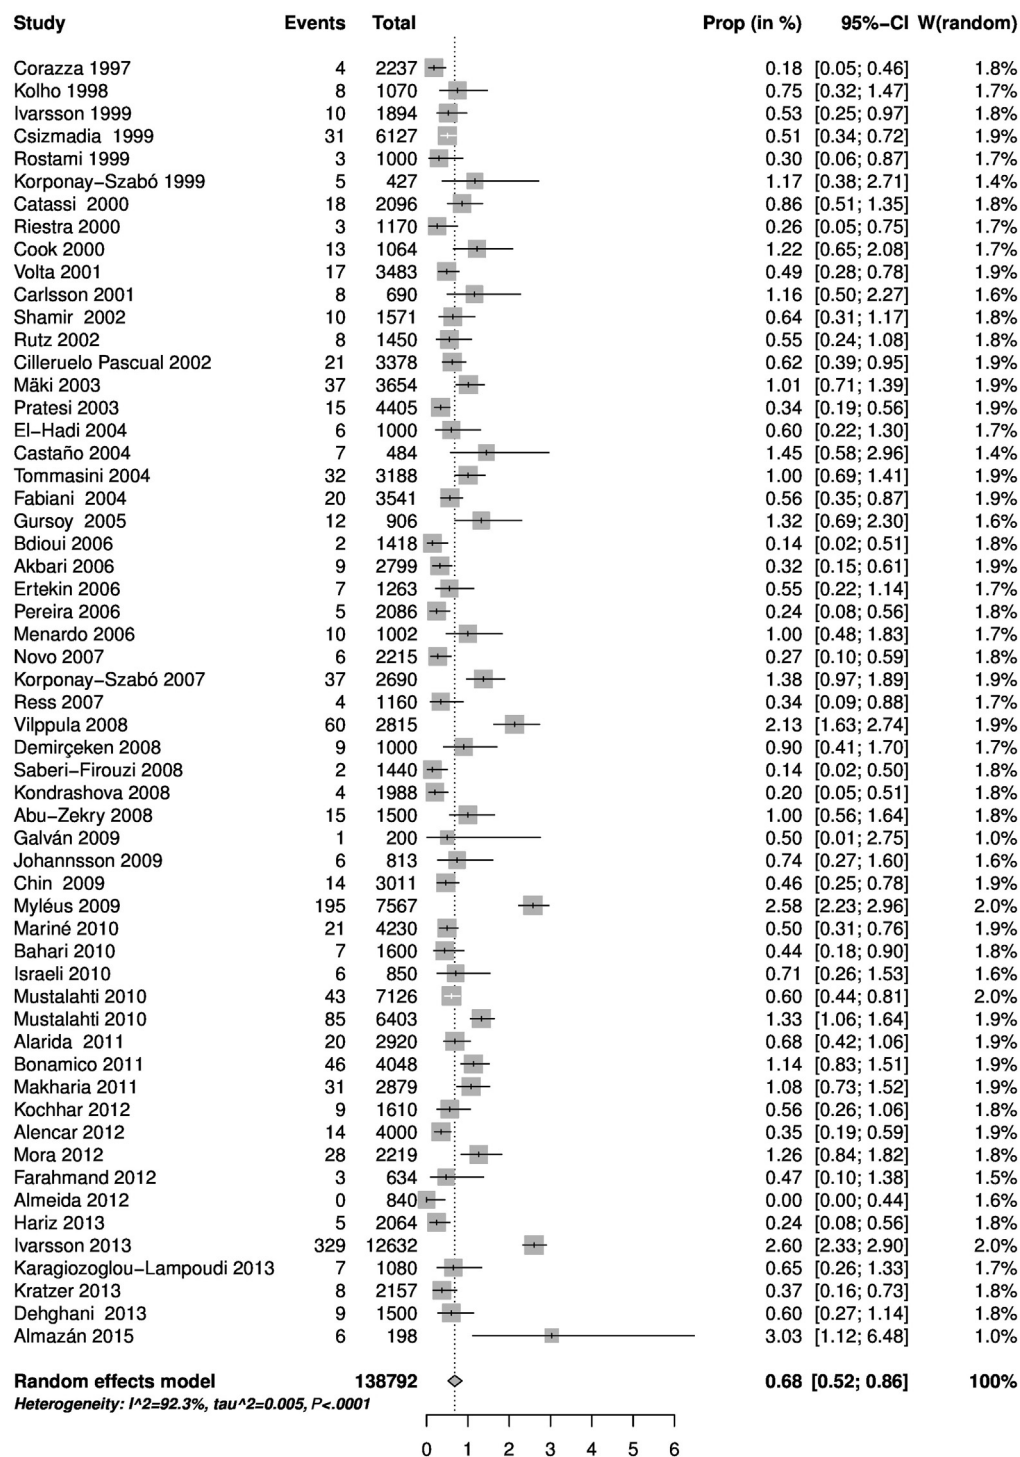 Study Events Total Prop (in %) 95%−CI W(random)
Corazza 1997 4 2237 0.18 [0.05; 0.46] 1.8%
Kolho 1998 8 1070 0.75 [0.32; 1.47] 1.7%
Ivarsson 1999 10 1894 0.53 [0.25; 0.97] 1.8%
Csizmadia 1999 31 6127 0.51 [0.34; 0.72] 1.9%
Rostami 1999 3 1000 0.30 [0.06; 0.87] 1.7%
Korponay−Szabó 1999 5 427 1.17 [0.38; 2.71] 1.4%
Catassi 2000 18 2096 0.86 [0.51; 1.35] 1.8%
Riestra 2000 3 1170 0.26 [0.05; 0.75] 1.7%
Cook 2000 13 1064 1.22 [0.65; 2.08] 1.7%
Volta 2001 17 3483 0.49 [0.28; 0.78] 1.9%
Carlsson 2001 8 690 1.16 [0.50; 2.27] 1.6%
Shamir 2002 10 1571 0.64 [0.31; 1.17] 1.8%
Rutz 2002 8 1450 0.55 [0.24; 1.08] 1.8%
Cilleruelo Pascual 2002 21 3378 0.62 [0.39; 0.95] 1.9%
Mäki 2003 37 3654 1.01 [0.71; 1.39] 1.9%
Pratesi 2003 15 4405 0.34 [0.19; 0.56] 1.9%
El−Hadi 2004 6 1000 0.60 [0.22; 1.30] 1.7%
Castaño 2004 7 484 1.45 [0.58; 2.96] 1.4%
Tommasini 2004 32 3188 1.00 [0.69; 1.41] 1.9%
Fabiani 2004 20 3541 0.56 [0.35; 0.87] 1.9%
Gursoy 2005 12 906 1.32 [0.69; 2.30] 1.6%
Bdioui 2006 2 1418 0.14 [0.02; 0.51] 1.8%
Akbari 2006 9 2799 0.32 [0.15; 0.61] 1.9%
Ertekin 2006 7 1263 0.55 [0.22; 1.14] 1.7%
Pereira 2006 5 2086 0.24 [0.08; 0.56] 1.8%
Menardo 2006 10 1002 1.00 [0.48; 1.83] 1.7%
Novo 2007 6 2215 0.27 [0.10; 0.59] 1.8%
Korponay−Szabó 2007 37 2690 1.38 [0.97; 1.89] 1.9%
Ress 2007 4 1160 0.34 [0.09; 0.88] 1.7%
Vilppula 2008 60 2815 2.13 [1.63; 2.74] 1.9%
Demirçeken 2008 9 1000 0.90 [0.41; 1.70] 1.7%
Saberi−Firouzi 2008 2 1440 0.14 [0.02; 0.50] 1.8%
Kondrashova 2008 4 1988 0.20 [0.05; 0.51] 1.8%
Abu−Zekry 2008 15 1500 1.00 [0.56; 1.64] 1.8%
Galván 2009 1 200 0.50 [0.01; 2.75] 1.0%
Johannsson 2009 6 813 0.74 [0.27; 1.60] 1.6%
Chin 2009 14 3011 0.46 [0.25; 0.78] 1.9%
Myléus 2009 195 7567 2.58 [2.23; 2.96] 2.0%
Mariné 2010 21 4230 0.50 [0.31; 0.76] 1.9%
Bahari 2010 7 1600 0.44 [0.18; 0.90] 1.8%
Israeli 2010 6 850 0.71 [0.26; 1.53] 1.6%
Mustalahti 2010 43 7126 0.60 [0.44; 0.81] 2.0%
Mustalahti 2010 85 6403 1.33 [1.06; 1.64] 1.9%
Alarida 2011 20 2920 0.68 [0.42; 1.06] 1.9%
Bonamico 2011 46 4048 1.14 [0.83; 1.51] 1.9%
Makharia 2011 31 2879 1.08 [0.73; 1.52] 1.9%
Kochhar 2012 9 1610 0.56 [0.26; 1.06] 1.8%
Alencar 2012 14 4000 0.35 [0.19; 0.59] 1.9%
Mora 2012 28 2219 1.26 [0.84; 1.82] 1.8%
Farahmand 2012 3 634 0.47 [0.10; 1.38] 1.5%
Almeida 2012 0 840 0.00 [0.00; 0.44] 1.6%
Hariz 2013 5 2064 0.24 [0.08; 0.56] 1.8%
Ivarsson 2013 329 12632 2.60 [2.33; 2.90] 2.0%
Karagiozoglou−Lampoudi 2013 7 1080 0.65 [0.26; 1.33] 1.7%
Kratzer 2013 8 2157 0.37 [0.16; 0.73] 1.8%
Dehghani 2013 9 1500 0.60 [0.27; 1.14] 1.8%
Almazán 2015 6 198 3.03 [1.12; 6.48] 1.0%
Random effects model 138792 0.68 [0.52; 0.86] 100%
Heterogeneity: I^2=92.3%, tau^2=0.005, P<.0001
0 1 2 3 4 5 6